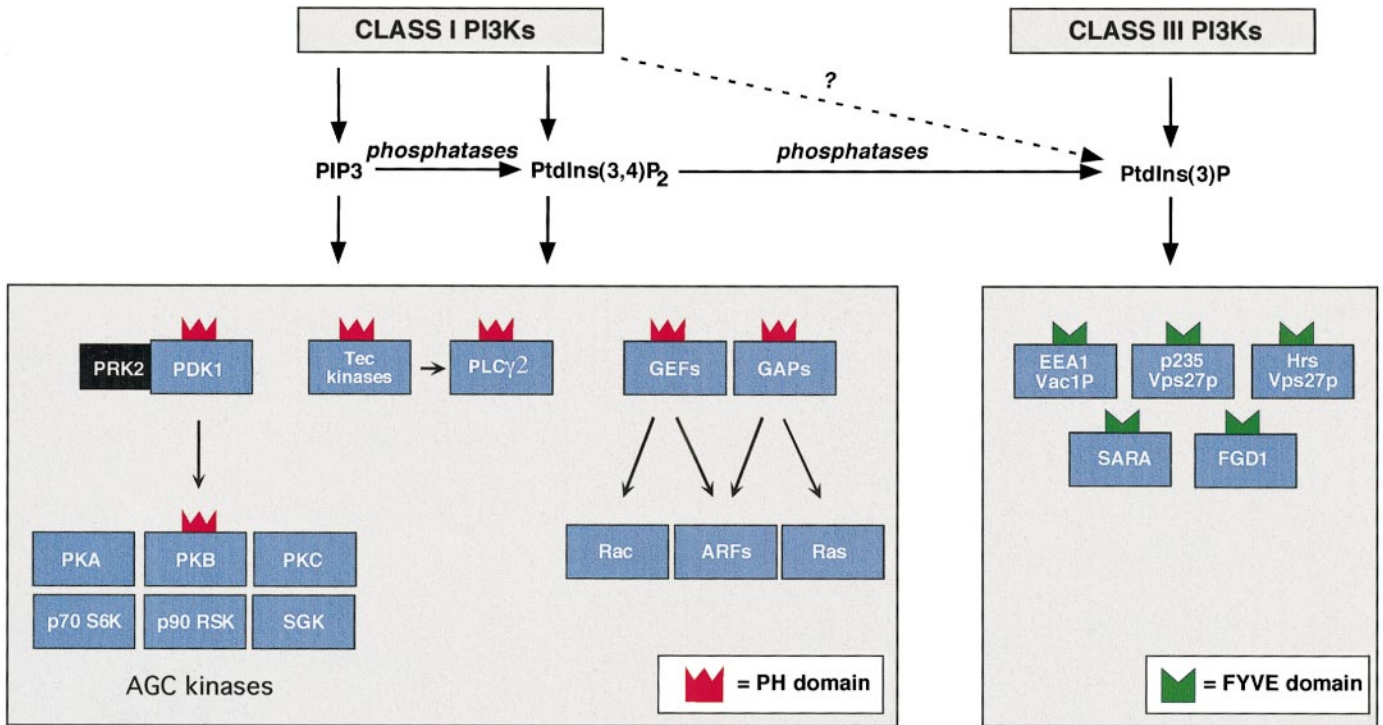 CLASS I PI3Ks
CLASS III PI3Ks
?
phosphatases
phosphatases
PIP3
PtdIns(3,4)P2
PtdIns(3)P
PRK2
PDK1
Tec
kinases
PLCγ2
GEFs
GAPs
EEA1
Vac1P
p235
Vps27p
Hrs
Vps27p
SARA
FGD1
PKA
PKB
PKC
p70 S6K
p90 RSK
SGK
Rac
ARFs
Ras
AGC kinases
= PH domain
= FYVE domain